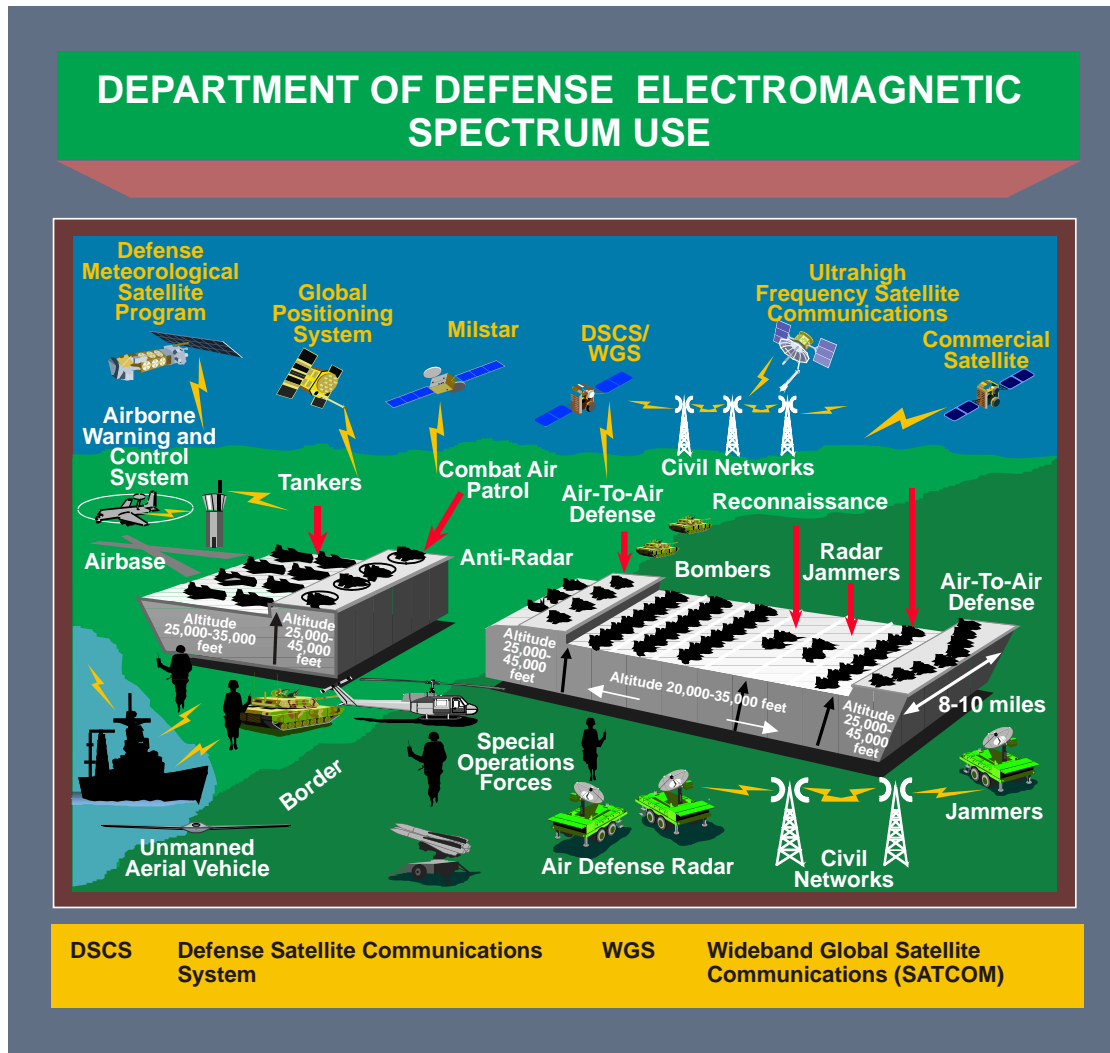 DEPARTMENT OF DEFENSE ELECTROMAGNETIC
SPECTRUM USE
Defense
Meteorological
Satellite
Program
Global
Positioning
System
Milstar
DSCS/
WGS
Ultrahigh
Frequency Satellite
Communications
Commercial
Satellite
Airborne
Warning and
Control
System
Tankers
Combat Air
Patrol
Air-To-Air
Defense
Civil Networks
Reconnaissance
Airbase
Anti-Radar
Bombers
Radar
Jammers
Air-To-Air
Defense
Altitude
25,000-35,000
feet
Altitude
25,000-
45,000
feet
Altitude
25,000-
45,000
feet
Altitude 20,000-35,000 feet
Altitude
25,000-
45,000
feet
8-10 miles
Special
Operations
Forces
Border
Jammers
Unmanned
Aerial Vehicle
Air Defense Radar
Civil
Networks
DSCS Defense Satellite Communications
System
WGS Wideband Global Satellite
Communications (SATCOM)